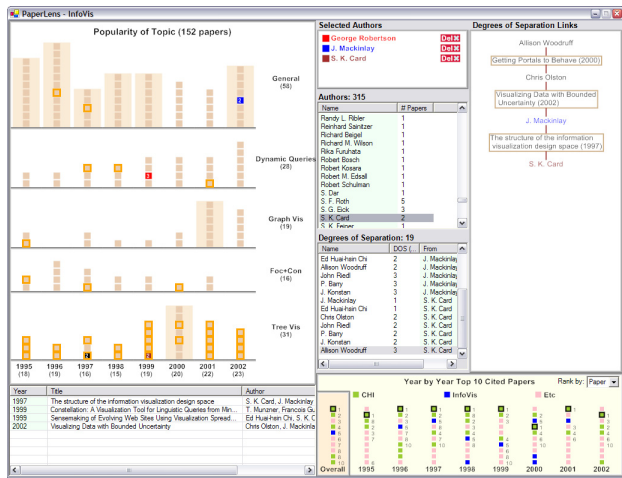 PaperLens - InfoVis
Popularity of Topic (152 papers)
General
(58)
Dynamic Queries
(28)
Graph Vis
(19)
Foc+Con
(16)
Tree Vis
(31)
1995 1996 1997 1998 1999 2000 2001 2002
(18) (19) (16) (18) (19) (20) (22) (23)
Year Title Author
1997 The structure of the information visualization design space S. K. Card, J. Mackinlay
1999 Constellation: A Visualization Tool for Linguistic Queries from Min... T. Munzner, Francois G.
1999 Sensemaking of Evolving Web Sites Using Visualization Spread... Ed Huai-hsin Chi, S. K. C
2002 Visualizing Data with Bounded Uncertainty Chris Olston, J. Mackinla
Selected Authors
George Robertson Del
J. Mackinlay Del
S. K. Card Del
Authors: 315
Name # Papers
Randy L. Ribler 1
Reinhard Sanitzer 1
Richard Beigel 1
Richard M. Wilson 1
Rika Furuhata 1
Robert Bosch 1
Robert Kosara 1
Robert M. Edsall 1
Robert Schulman 1
S. Dar 1
S. F. Roth 5
S. G. Eick 3
S. K. Card 2
S. K. Feiner 1
Degrees of Separation: 19
Name DOS (... From
Ed Huai-hsin Chi 2 J. Mackinlay
Allison Woodruff 2 J. Mackinlay
John Riedl 3 J. Mackinlay
P. Barry 3 J. Mackinlay
J. Konstan 3 J. Mackinlay
J. Mackinlay 1 S. K. Card
Ed Huai-hsin Chi 1 S. K. Card
Chris Olston 2 S. K. Card
John Riedl 2 S. K. Card
P. Barry 2 S. K. Card
J. Konstan 2 S. K. Card
Allison Woodruff 3 S. K. Card
Degrees of Separation Links
Allison Woodruff
Getting Portals to Behave (2000)
Chris Olston
Visualizing Data with Bounded
Uncertainty (2002)
J. Mackinlay
The structure of the information
visualization design space (1997)
S. K. Card
Year by Year Top 10 Cited Papers Rank by: Paper
CHI InfoVis Etc
Overall 1995 1996 1997 1998 1999 2000 2001 2002